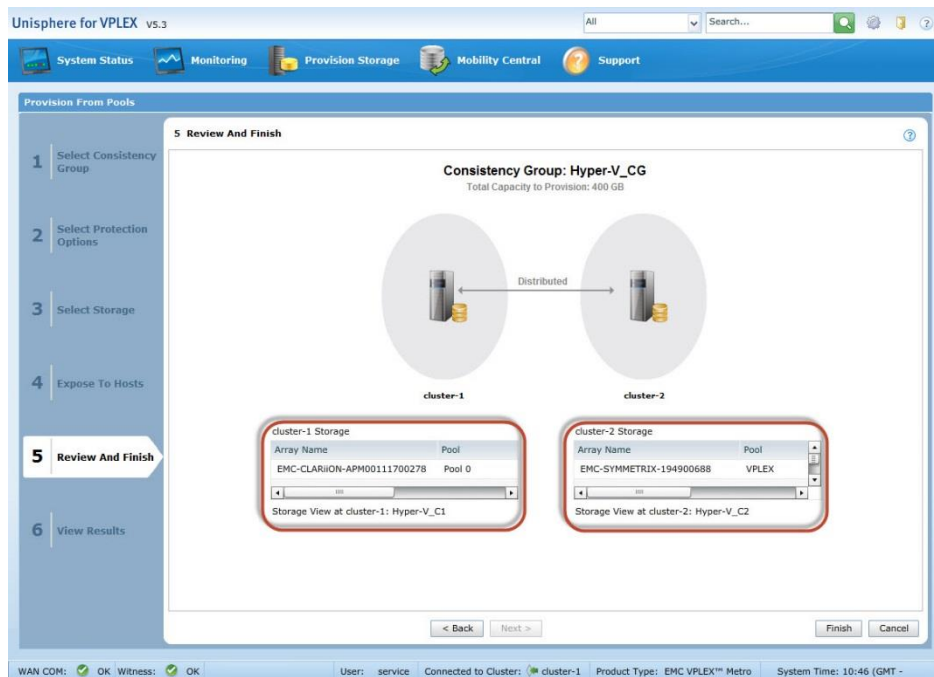 Unisphere for VPLEX v5.3
All
Search...
System Status
Monitoring
Provision Storage
Mobility Central
Support
Provision From Pools
1 Select Consistency
Group
2 Select Protection
Options
3 Select Storage
4 Expose To Hosts
5 Review And Finish
6 View Results
5 Review And Finish
Consistency Group: Hyper-V_CG
Total Capacity to Provision: 400 GB
Distributed
cluster-1
cluster-2
cluster-1 Storage
Array Name Pool
EMC-CLARiiON-APM00111700278 Pool 0
Storage View at cluster-1: Hyper-V_C1
cluster-2 Storage
Array Name Pool
EMC-SYMMETRIX-194900688 VPLEX
Storage View at cluster-2: Hyper-V_C2
< Back
Next >
Finish
Cancel
WAN COM: OK Witness: OK User: service Connected to Cluster: cluster-1 Product Type: EMC VPLEX™ Metro System Time: 10:46 (GMT -